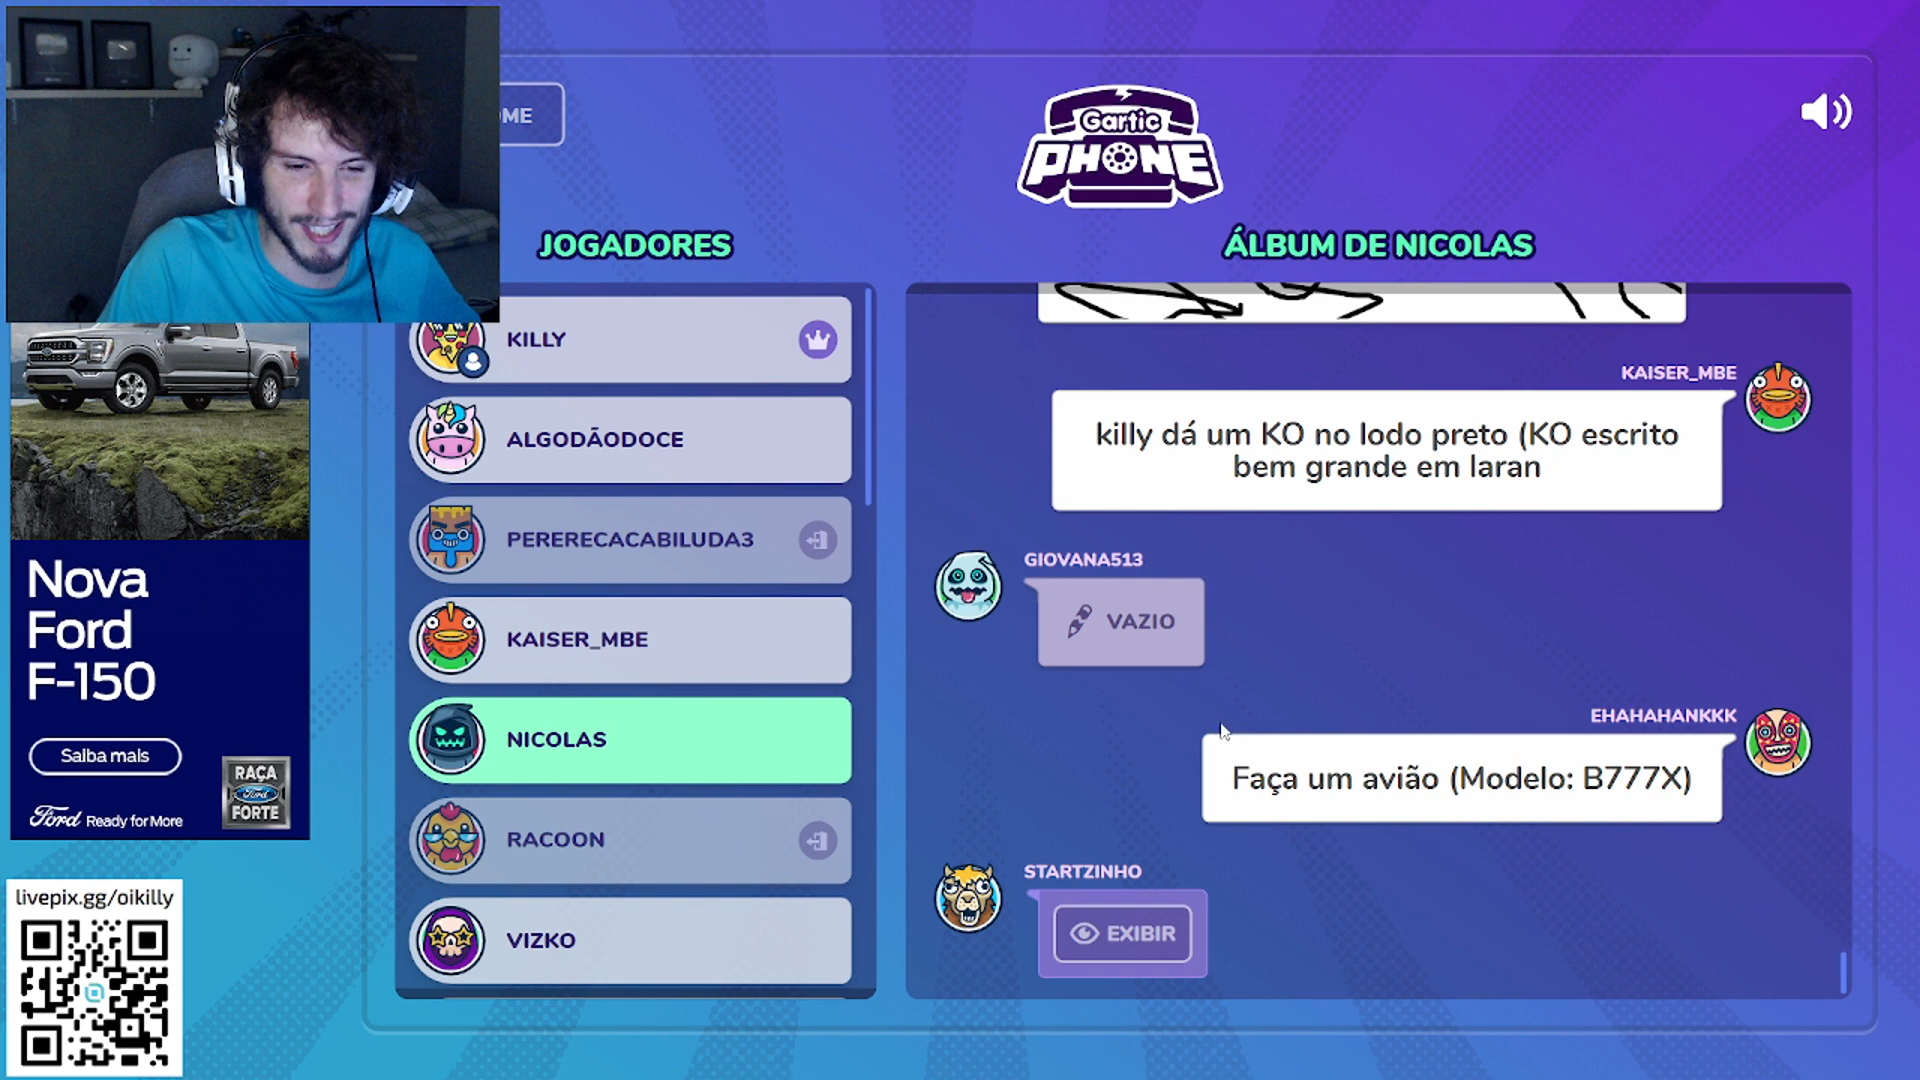 ME
Gartic
PHONE
JOGADORES
ÁLBUM DE NICOLAS
KILLY
ALGODÃODOCE
PERERECACABILUDA3
KAISER_MBE
NICOLAS
RACOON
VIZKO
KAISER_MBE
killy dá um KO no lodo preto (KO escrito
bem grande em laran
GIOVANA513
VAZIO
EHAHAHANKKK
Faça um avião (Modelo: B777X)
STARTZINHO
EXIBIR
Nova
Ford
F-150
Saiba mais
RAÇA
Ford
FORTE
Ford Ready for More
livepix.gg/oikilly